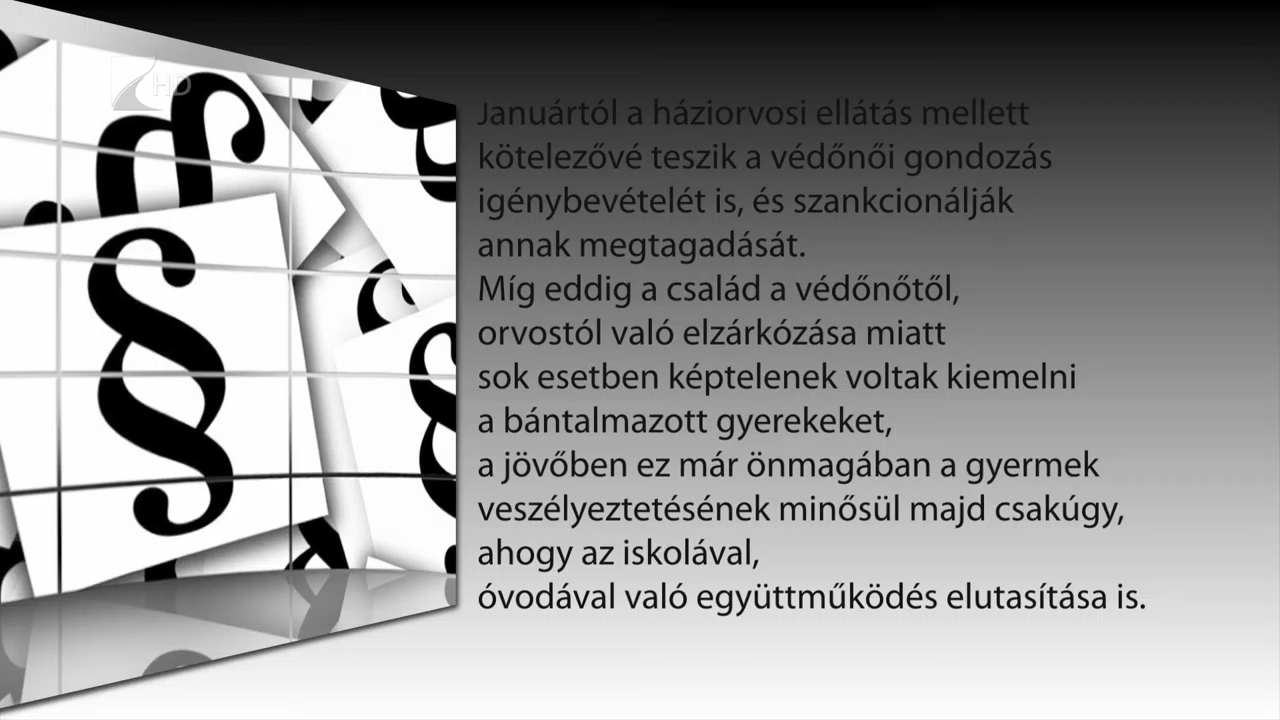 HD
Januártól a háziorvosi ellátás mellett
kötelezővé teszik a védőnői gondozás
igénybevételét is, és szankcionálják
annak megtagadását.
Míg eddig a család a védőnőtől,
orvostól való elzárkózása miatt
sok esetben képtelenek voltak kiemelni
a bántalmazott gyerekeket,
a jövőben ez már önmagában a gyermek
veszélyeztetésének minősül majd csakúgy,
ahogy az iskolával,
óvodával való együttműködés elutasítása is.